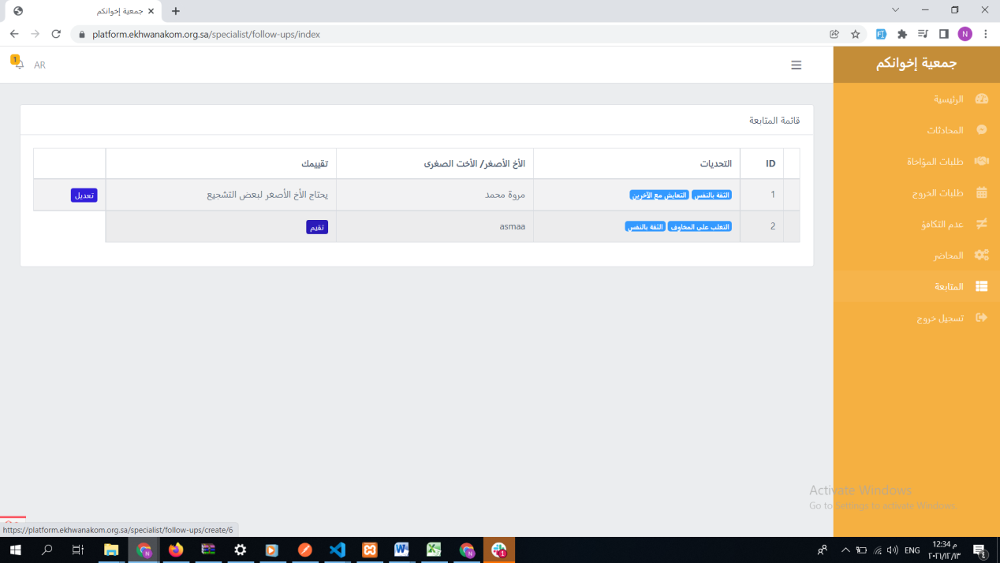 جمعية إخوانكم
platform.ekhwanakom.org.sa/specialist/follow-ups/index
N
1
AR
جمعية إخوانكم
الرئيسية
المحادثات
طلبات المؤاخاة
طلبات الخروج
عدم التكافؤ
المحاضر
المتابعة
تسجيل خروج
قائمة المتابعة
ID التحديات الأخ الأصغر/ الأخت الصغرى تقييمك
1 الثقة بالنفس التعايش مع الآخرين مروة محمد يحتاج الأخ الأصغر لبعض التشجيع تعديل
2 التغلب على المخاوف الثقة بالنفس asmaa تقيم
Activate Windows
Go to Settings to activate Windows.
https://platform.ekhwanakom.org.sa/specialist/follow-ups/create/6
ENG
12:34 م
٢٠٢١/١٢/١٣
٤